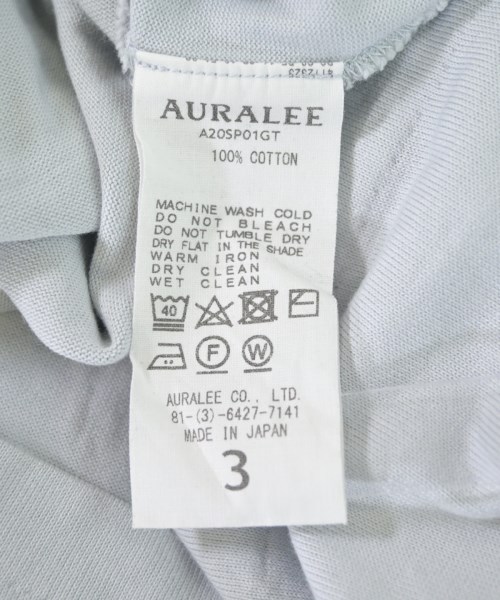 AURALEE
A20SP01GT
100% COTTON
MACHINE WASH COLD
DO NOT BLEACH
DO NOT TUMBLE DRY
DRY FLAT IN THE SHADE
WARM IRON
DRY CLEAN
WET CLEAN
40
F W
AURALEE CO., LTD.
81-(3)-6427-7141
MADE IN JAPAN
3